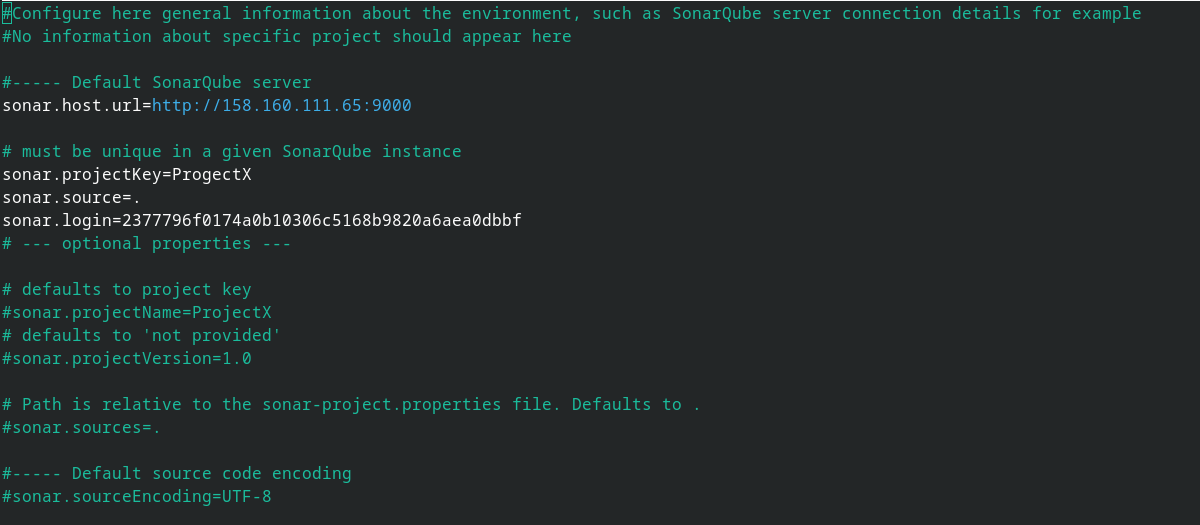 #Configure here general information about the environment, such as SonarQube server connection details for example
#No information about specific project should appear here
#----- Default SonarQube server
sonar.host.url=http://158.160.111.65:9000
# must be unique in a given SonarQube instance
sonar.projectKey=ProgectX
sonar.source=.
sonar.login=2377796f0174a0b10306c5168b9820a6aea0dbbf
# --- optional properties ---
# defaults to project key
#sonar.projectName=ProjectX
# defaults to 'not provided'
#sonar.projectVersion=1.0
# Path is relative to the sonar-project.properties file. Defaults to .
#sonar.sources=.
#----- Default source code encoding
#sonar.sourceEncoding=UTF-8